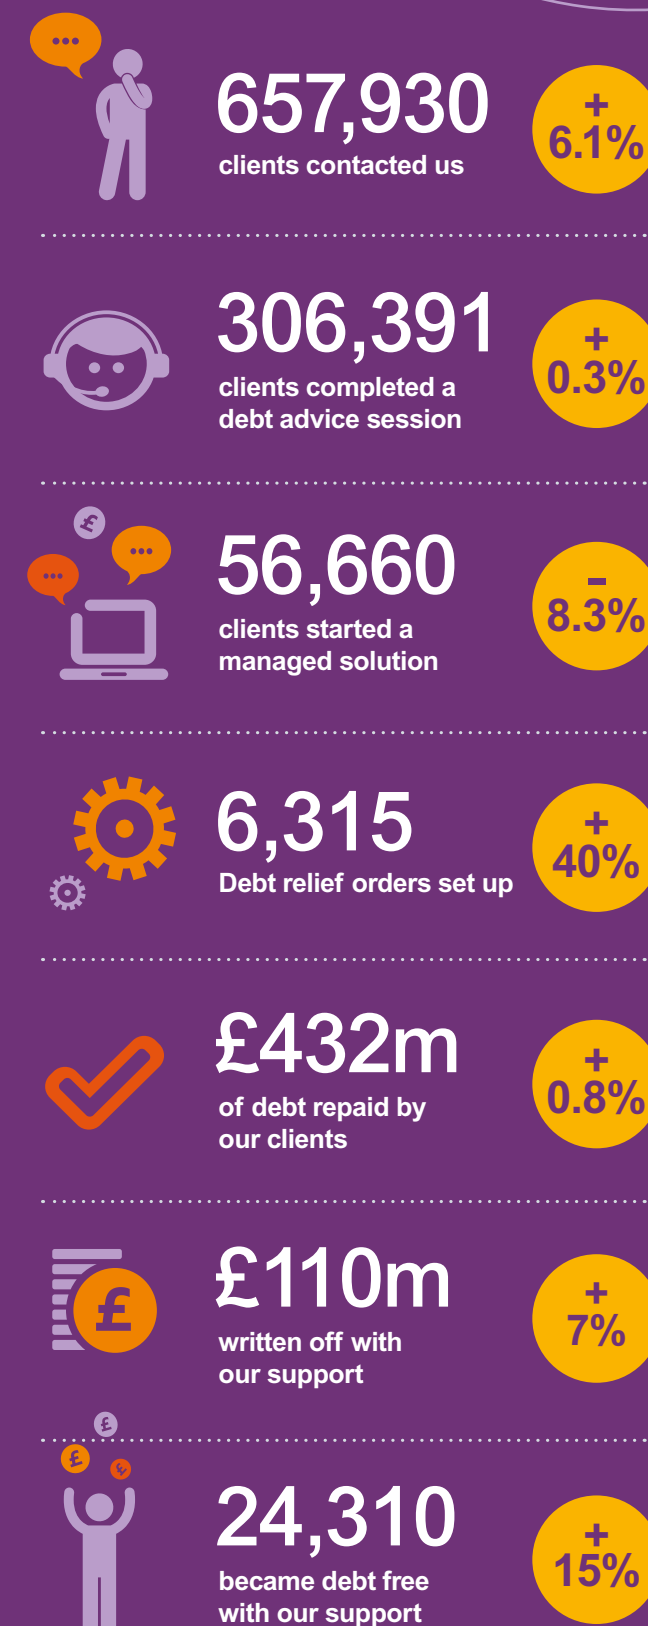 657,930
clients contacted us
+
6.1%
306,391
clients completed a
debt advice session
+
0.3%
£
56,660
clients started a
managed solution
-
8.3%
6,315
Debt relief orders set up
+
40%
£432m
of debt repaid by
our clients
+
0.8%
£
£110m
written off with
our support
+
7%
£
£
£
24,310
became debt free
with our support
+
15%